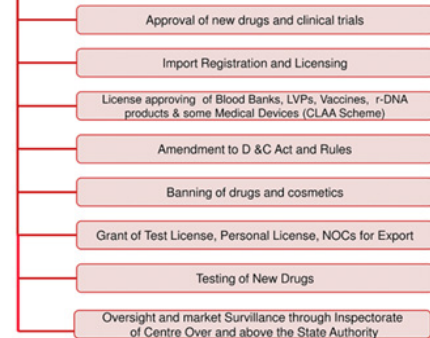 Approval of new drugs and clinical trials
Import Registration and Licensing
License approving of Blood Banks, LVPs, Vaccines, r-DNA
products & some Medical Devices (CLAA Scheme)
Amendment to D &C Act and Rules
Banning of drugs and cosmetics
Grant of Test License, Personal License, NOCs for Export
Testing of New Drugs
Oversight and market Survillance through Inspectorate
of Centre Over and above the State Authority